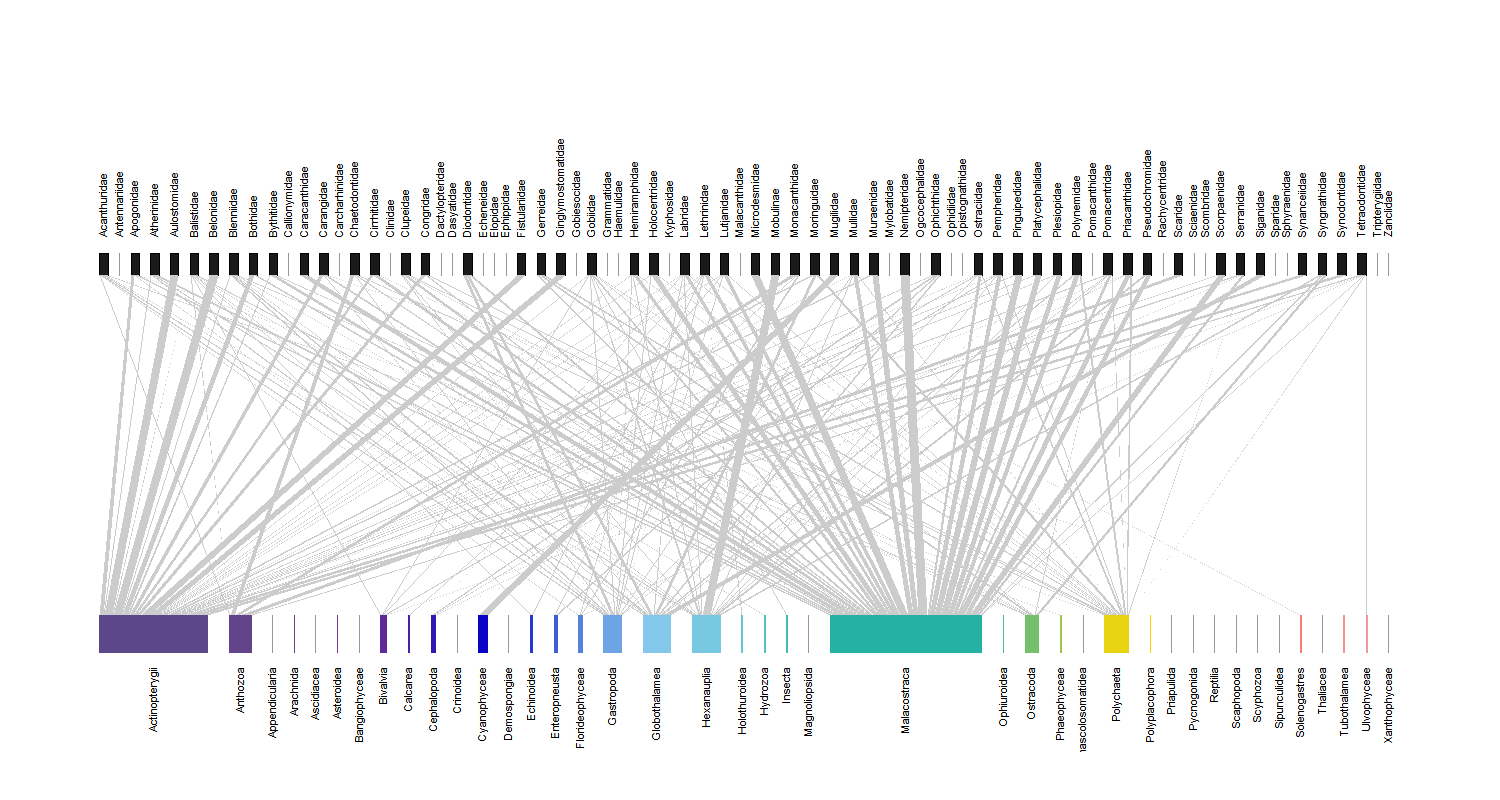 Acanthuridae
Antennariidae
Apogonidae
Atherinidae
Aulostomidae
Balistidae
Belonidae
Blenniidae
Bothidae
Bythitidae
Callionymidae
Caracanthidae
Carangidae
Carcharhinidae
Chaetodontidae
Cirrhitidae
Clinidae
Clupeidae
Congridae
Dactylopteridae
Dasyatidae
Diodontidae
Echeneidae
Elopidae
Ephippidae
Fistulariidae
Gerreidae
Ginglymostomatidae
Gobiesocidae
Gobiidae
Grammatidae
Haemulidae
Hemiramphidae
Holocentridae
Kyphosidae
Labridae
Lethrinidae
Lutjanidae
Malacanthidae
Microdesmidae
Mobulinae
Monacanthidae
Moringuidae
Mugilidae
Mullidae
Muraenidae
Myliobatidae
Nemipteridae
Ogcocephalidae
Ophichthidae
Ophidiidae
Opistognathidae
Ostraciidae
Pempheridae
Pinguipedidae
Platycephalidae
Plesiopidae
Polynemidae
Pomacanthidae
Pomacentridae
Priacanthidae
Pseudochromidae
Rachycentridae
Scaridae
Sciaenidae
Scombridae
Scorpaenidae
Serranidae
Siganidae
Sparidae
Sphyraenidae
Synanceiidae
Syngnathidae
Synodontidae
Tetraodontidae
Tripterygiidae
Zanclidae
Actinopterygii
Anthozoa
Appendicularia
Arachnida
Ascidiacea
Asteroidea
Bangiophyceae
Bivalvia
Calcarea
Cephalopoda
Crinoidea
Cyanophyceae
Demospongiae
Echinoidea
Enteropneusta
Florideophyceae
Gastropoda
Globothalamea
Hexanauplia
Holothuroidea
Hydrozoa
Insecta
Magnoliopsida
Malacostraca
Ophiuroidea
Ostracoda
Phaeophyceae
nascolosomatidea
Polychaeta
Polyplacophora
Priapulida
Pycnogonida
Reptilia
Scaphopoda
Scyphozoa
Sipunculidea
Solenogastres
Thaliacea
Tubothalamea
Ulvophyceae
Xanthophyceae